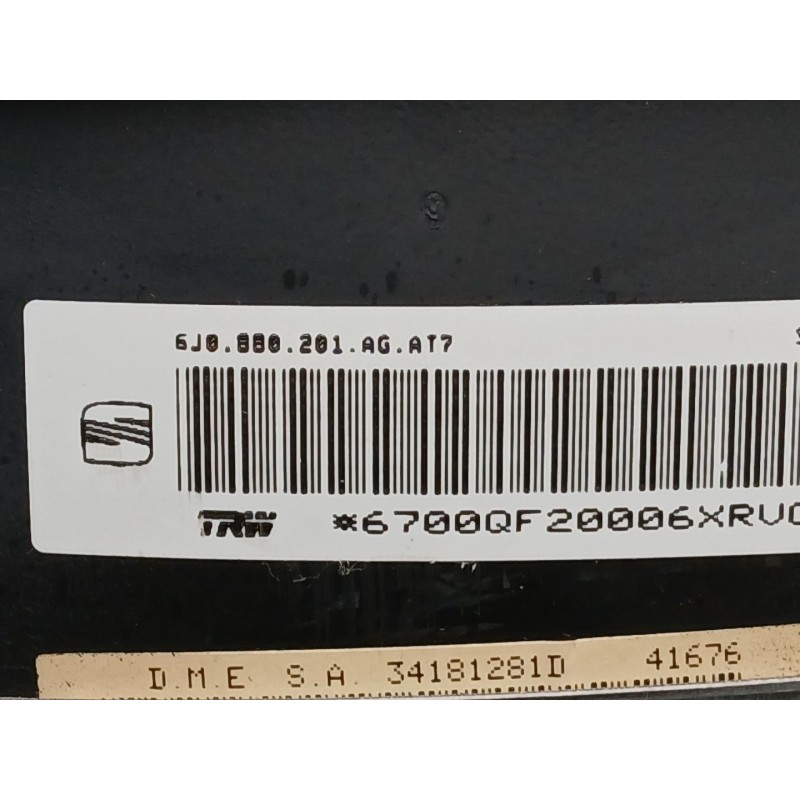 6J0.880.201.AG.AT7
TRW *6700QF20006XRV
D.M.E S.A. 34181281D 41676